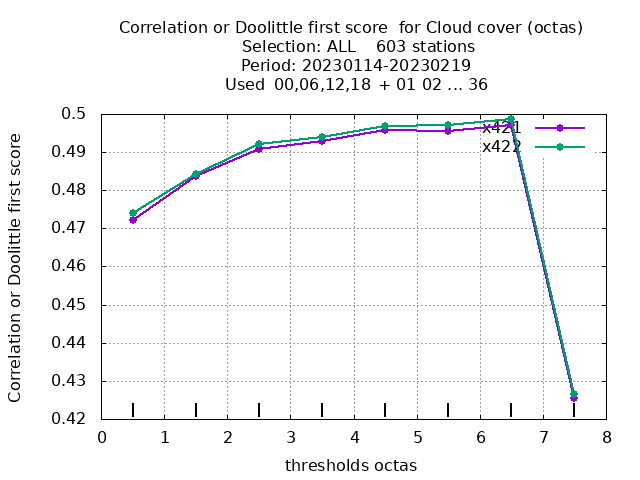 Correlation or Doolittle first score  for Cloud cover (octas)
Selection: ALL    603 stations
Period: 20230114-20230219
Used  00,06,12,18 + 01 02 ... 36
Correlation or Doolittle first score
0.5
0.49
0.48
0.47
0.46
0.45
0.44
0.43
0.42
x421
x422
0 1 2 3 4 5 6 7 8
thresholds octas